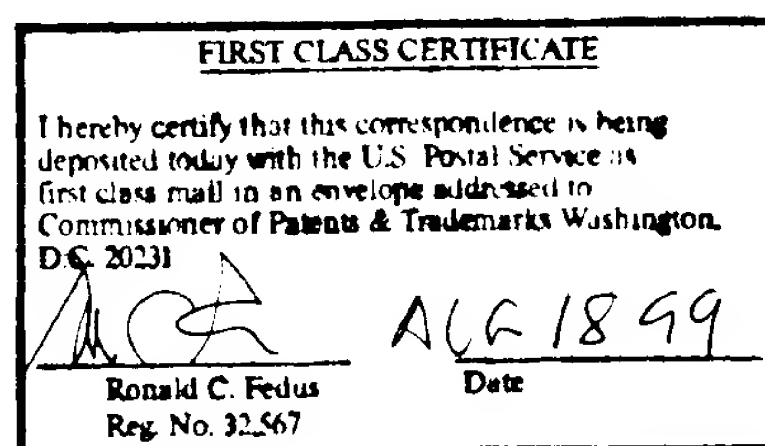 FIRST CLASS CERTIFICATE
I hereby certify that this correspondence is being
deposited today with the U.S. Postal Service as
first class mail in an envelope addressed to
Commissioner of Patents & Trademarks Washington,
D.C. 20231
AUG 18 99
Ronald C. Fedus
Date
Reg. No. 32,567